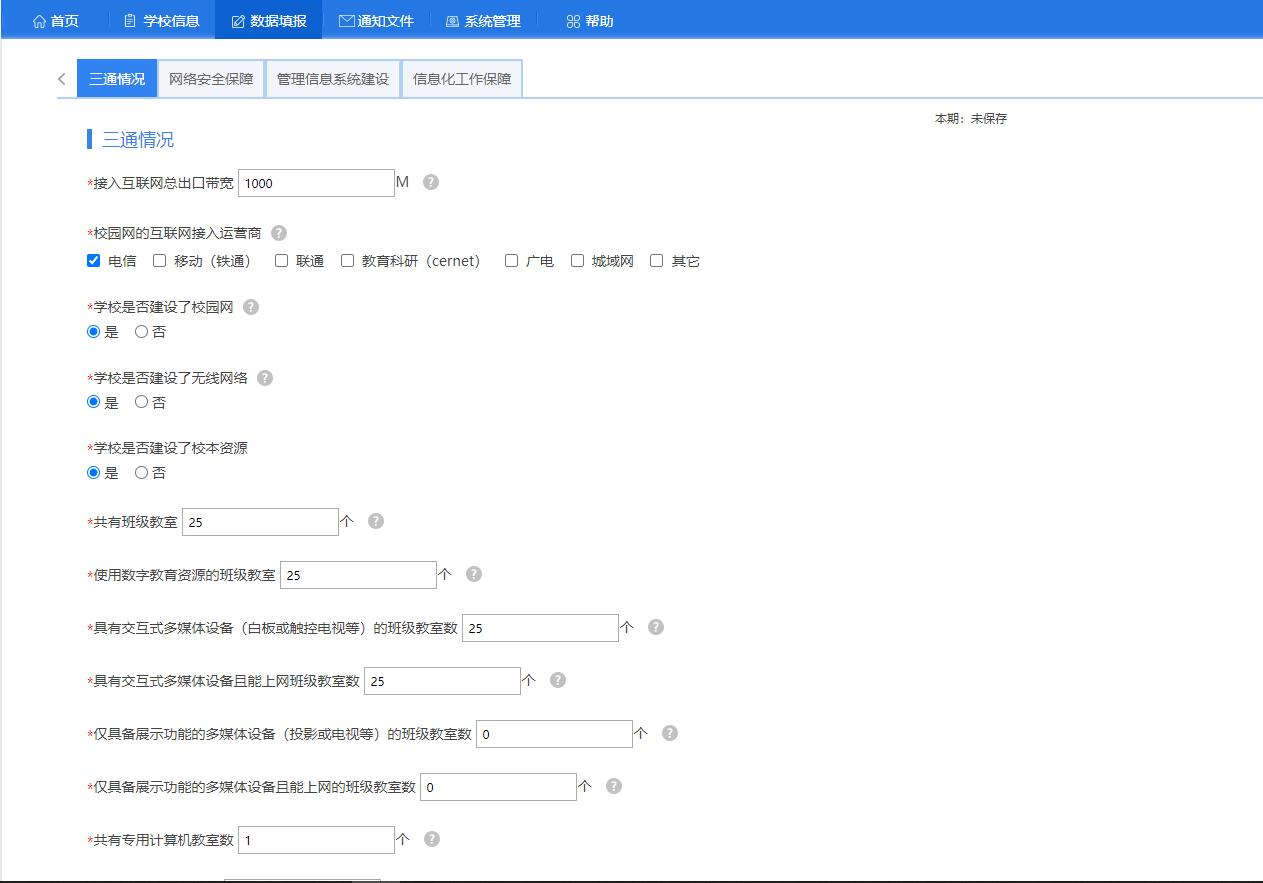 首页 学校信息 数据填报 通知文件 系统管理 帮助
三通情况 网络安全保障 管理信息系统建设 信息化工作保障
本期：未保存
三通情况
*接入互联网总出口带宽 1000 M ?
*校园网的互联网接入运营商 ?
电信 移动（铁通） 联通 教育科研（cernet） 广电 城域网 其它
*学校是否建设了校园网 ?
是 否
*学校是否建设了无线网络 ?
是 否
*学校是否建设了校本资源
是 否
*共有班级教室 25 个 ?
*使用数字教育资源的班级教室 25 个 ?
*具有交互式多媒体设备（白板或触控电视等）的班级教室数 25 个 ?
*具有交互式多媒体设备且能上网班级教室数 25 个 ?
*仅具备展示功能的多媒体设备（投影或电视等）的班级教室数 0 个 ?
*仅具备展示功能的多媒体设备且能上网的班级教室数 0 个 ?
*共有专用计算机教室数 1 个 ?